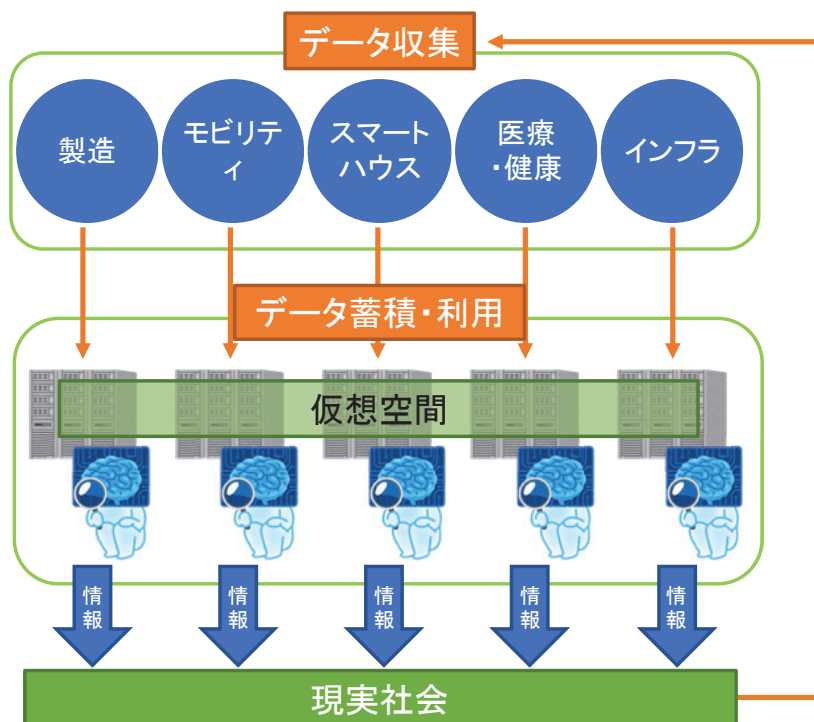 データ収集
製造
モビリテ
ィ
スマート
ハウス
医療
・健康
インフラ
データ蓄積・利用
仮想空間
情
報
情
報
情
報
情
報
情
報
現実社会